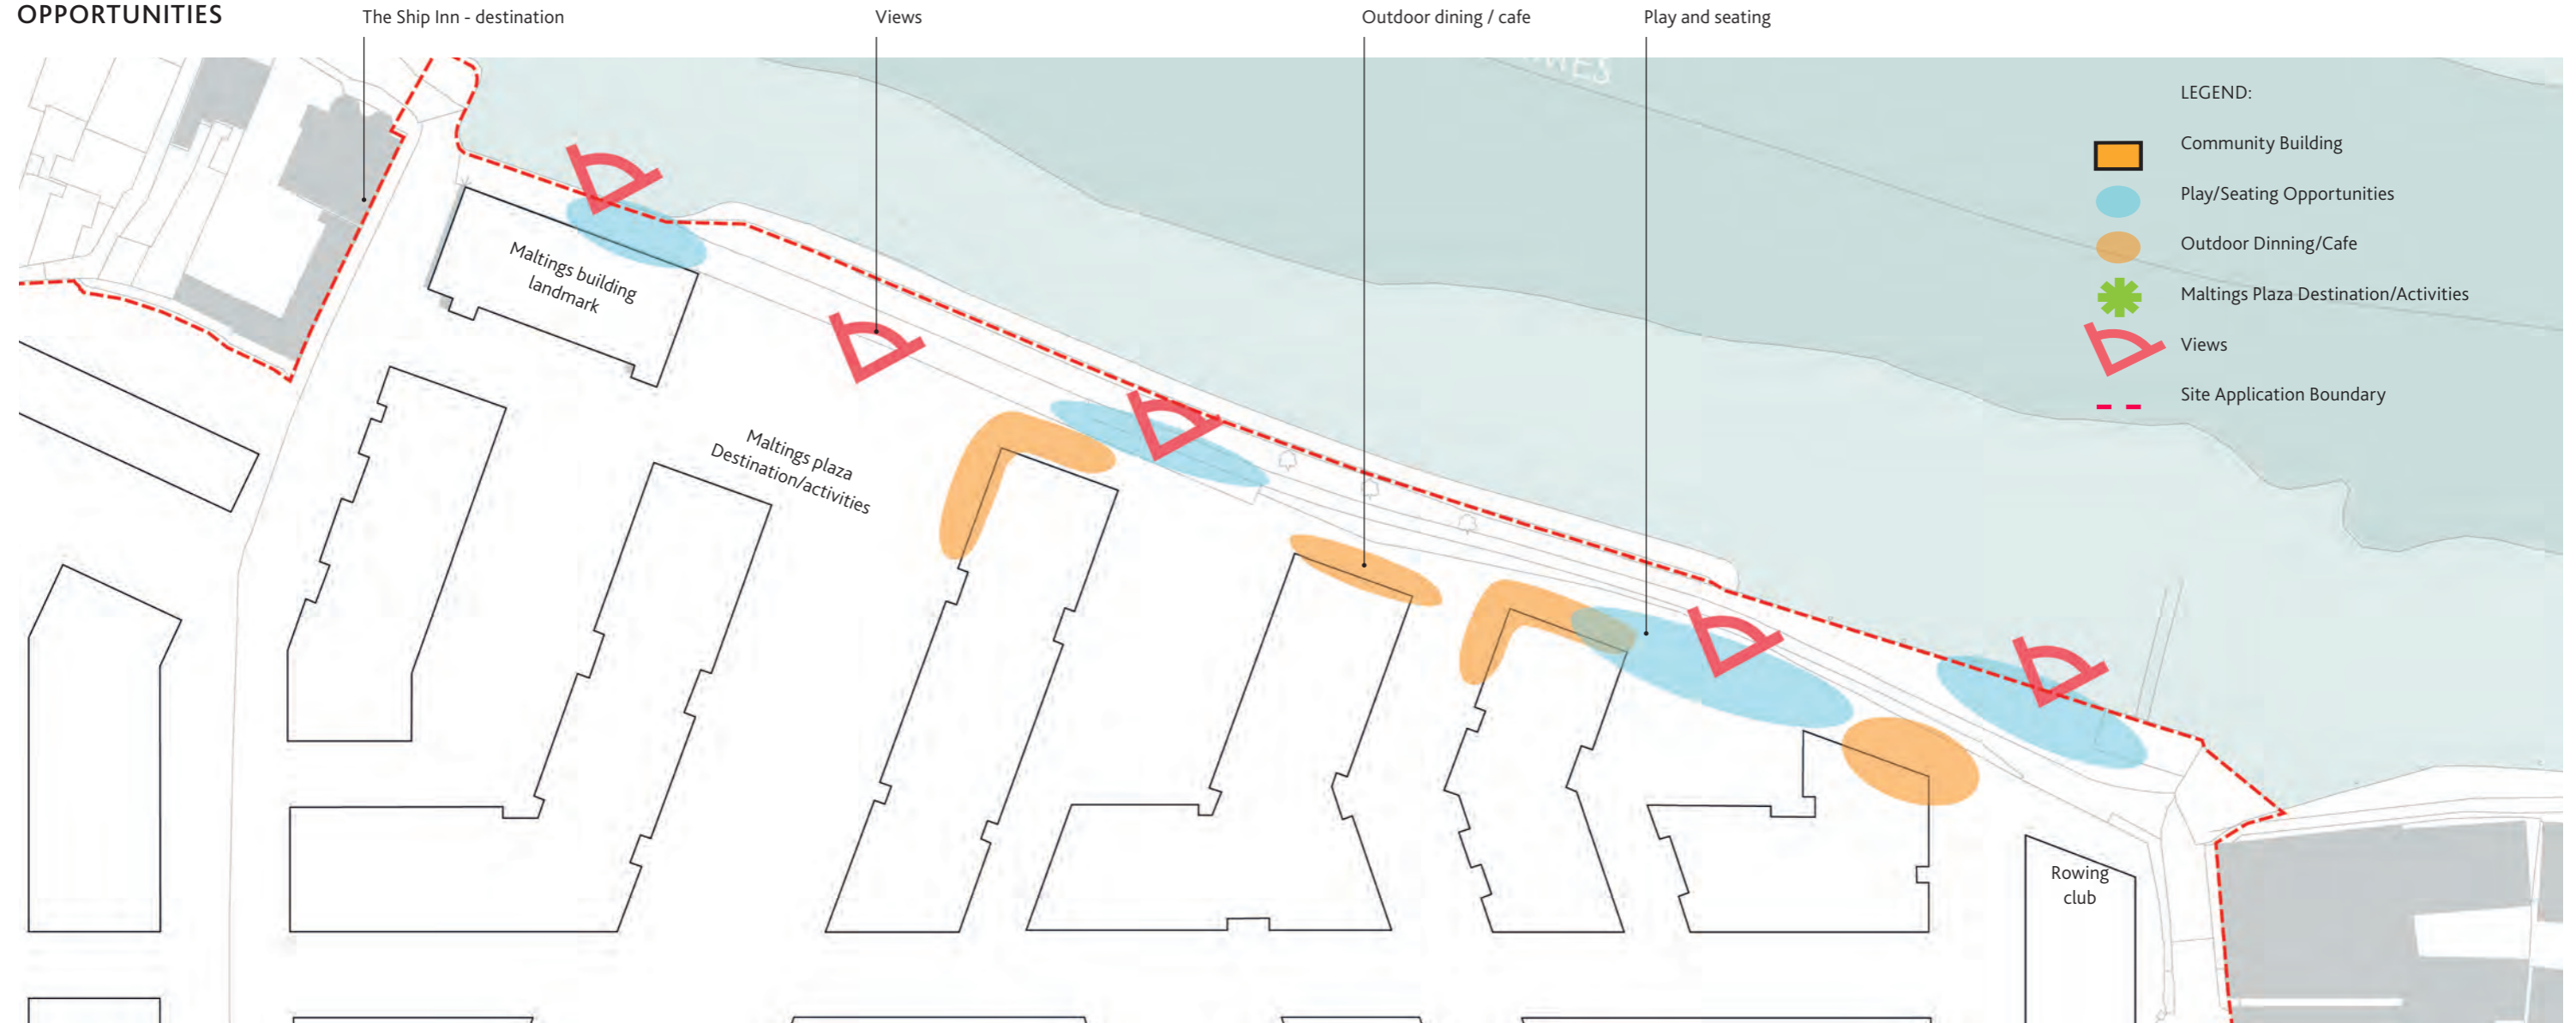 OPPORTUNITIES
The Ship Inn - destination
Views
Outdoor dining / cafe
Play and seating
LEGEND:
Community Building
Play/Seating Opportunities
Outdoor Dinning/Cafe
Maltings Plaza Destination/Activities
Views
Site Application Boundary
Maltings building
landmark
Maltings plaza
Destination/activities
Rowing
club